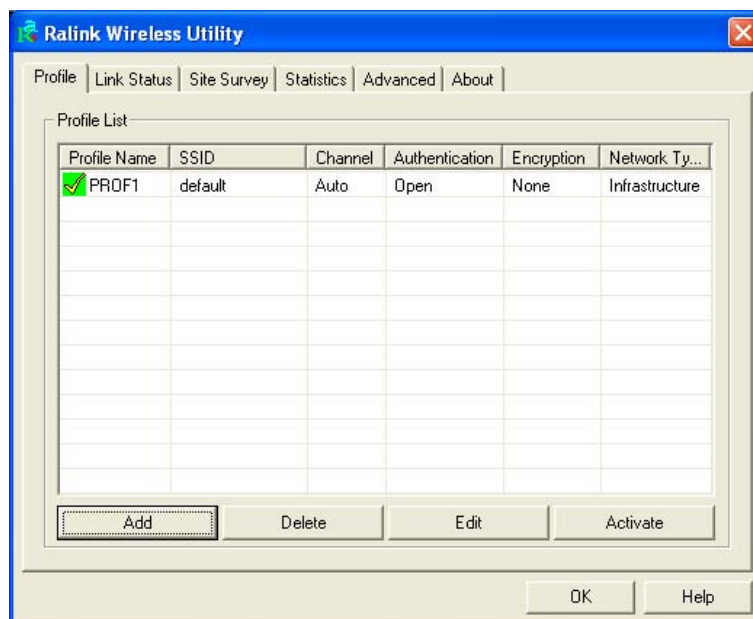 Ralink Wireless Utility
Profile Link Status Site Survey Statistics Advanced About
Profile List
Profile Name SSID Channel Authentication Encryption Network Ty...
PROF1 default Auto Open None Infrastructure
Add Delete Edit Activate
OK Help